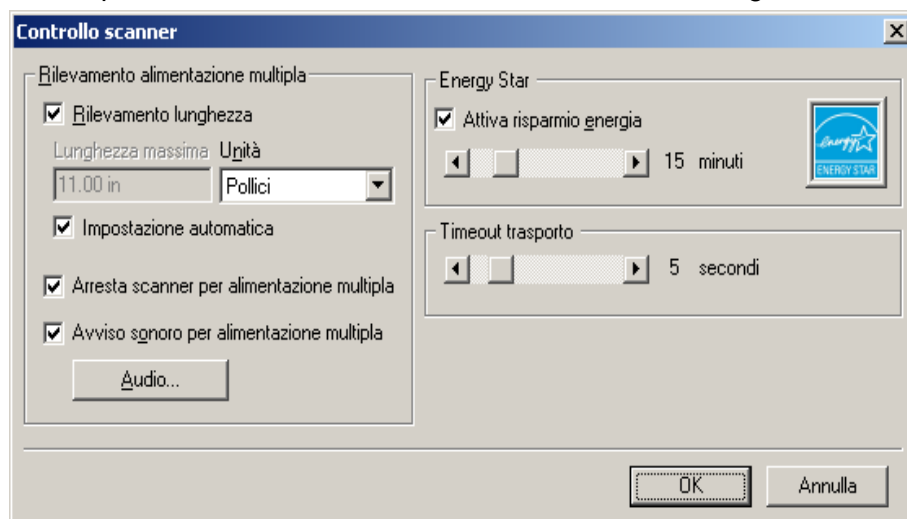 Controllo scanner
Rilevamento alimentazione multipla
Rilevamento lunghezza
Lunghezza massima Unità
11.00 in Pollici
Impostazione automatica
Arresta scanner per alimentazione multipla
Avviso sonoro per alimentazione multipla
Audio...
Energy Star
Attiva risparmio energia
15 minuti
energy
ENERGY STAR
Timeout trasporto
5 secondi
OK Annulla